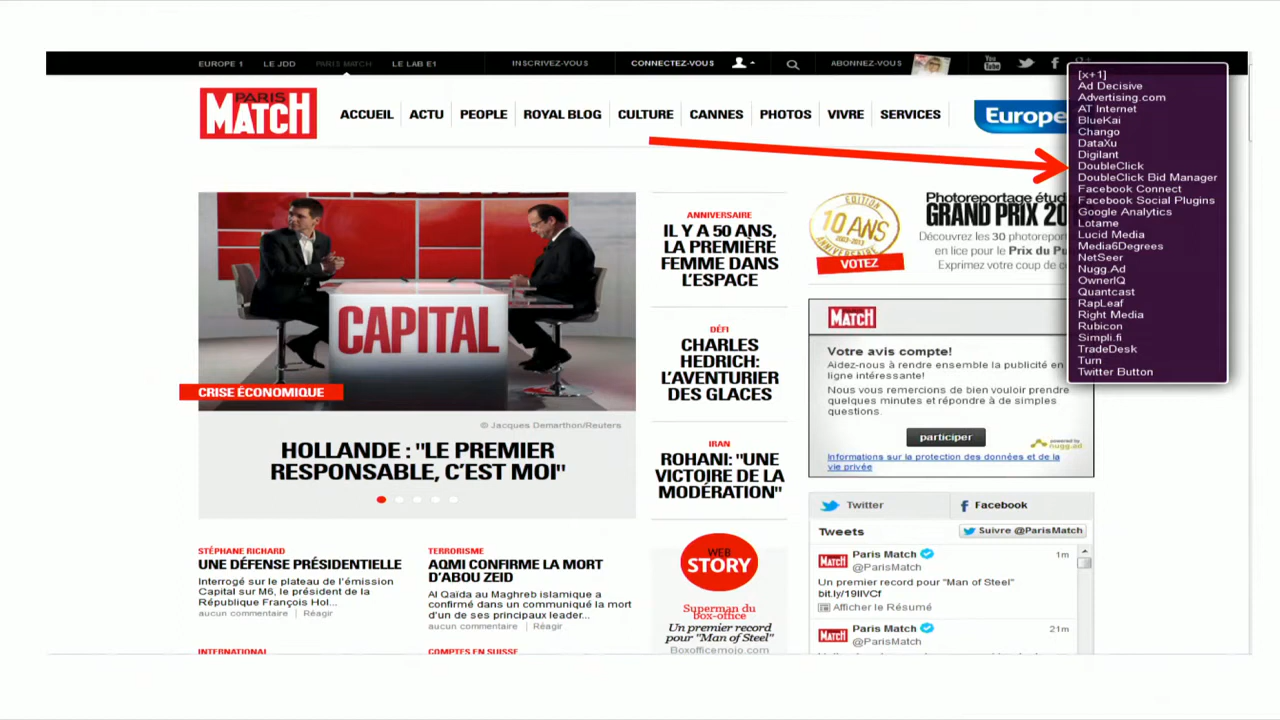 EUROPE 1 LE JDD PARIS MATCH LE LAB E1 INSCRIVEZ-VOUS CONNECTEZ-VOUS ABONNEZ-VOUS You Tube
PARIS
MATCH
ACCUEIL ACTU PEOPLE ROYAL BLOG CULTURE CANNES PHOTOS VIVRE SERVICES
Europe
[x+1]
Ad Decisive
Advertising.com
AT Internet
BlueKai
Chango
DataXu
Digilant
DoubleClick
DoubleClick Bid Manager
Facebook Connect
Facebook Social Plugins
Google Analytics
Lotame
Lucid Media
Media6Degrees
NetSeer
Nugg.Ad
OwnerIQ
Quantcast
RapLeaf
Right Media
Rubicon
Simpli.fi
TradeDesk
Turn
Twitter Button
CAPITAL
CRISE ÉCONOMIQUE
© Jacques Demarthon/Reuters
HOLLANDE : "LE PREMIER
RESPONSABLE, C'EST MOI"
ANNIVERSAIRE
IL Y A 50 ANS,
LA PREMIÈRE
FEMME DANS
L'ESPACE
DÉFI
CHARLES
HEDRICH:
L'AVENTURIER
DES GLACES
IRAN
ROHANI: "UNE
VICTOIRE DE LA
MODÉRATION"
EDITION
10 ANS
ANNIVERSAIRE
VOTEZ
Photoreportage étud
GRAND PRIX 20
Découvrez les 30 photorepor
en lice pour le Prix du Pu
Exprimez votre coup de c
MATCH
Votre avis compte!
Aidez-nous à rendre ensemble la publicité en
ligne intéressante!
Nous vous remercions de bien vouloir prendre
quelques minutes et répondre à de simples
questions.
participer
powered by
nugg.ad
Informations sur la protection des données et de la
vie privée
STÉPHANE RICHARD
UNE DÉFENSE PRÉSIDENTIELLE
Interrogé sur le plateau de l'émission
Capital sur M6, le président de la
République François Hol...
aucun commentaire | Réagir
INTERNATIONAL
TERRORISME
AQMI CONFIRME LA MORT
D'ABOU ZEID
Al Qaïda au Maghreb islamique a
confirmé dans un communiqué la mort
d'un de ses principaux leader...
aucun commentaire | Réagir
COMPTES EN SUISSE
WEB
STORY
Superman du
box-office
Un premier record
pour "Man of Steel"
Boxofficemojo.com
Twitter Facebook
Tweets Suivre @ParisMatch
MATCH
Paris Match 1m
@ParisMatch
Un premier record pour "Man of Steel"
bit.ly/19IIVCf
Afficher le Résumé
MATCH
Paris Match 21m
@ParisMatch